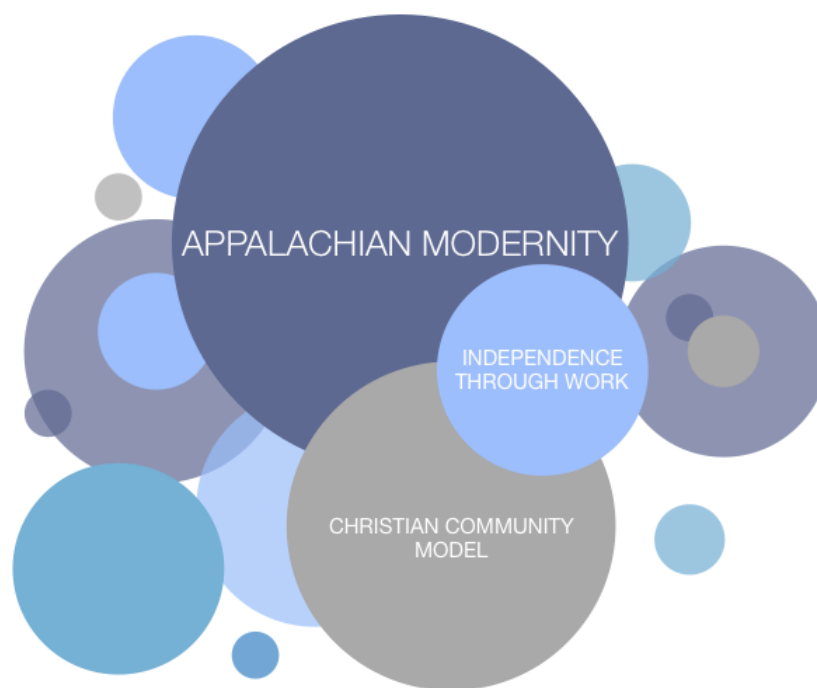 APPALACHIAN MODERNITY
INDEPENDENCE
THROUGH WORK
CHRISTIAN COMMUNITY
MODEL